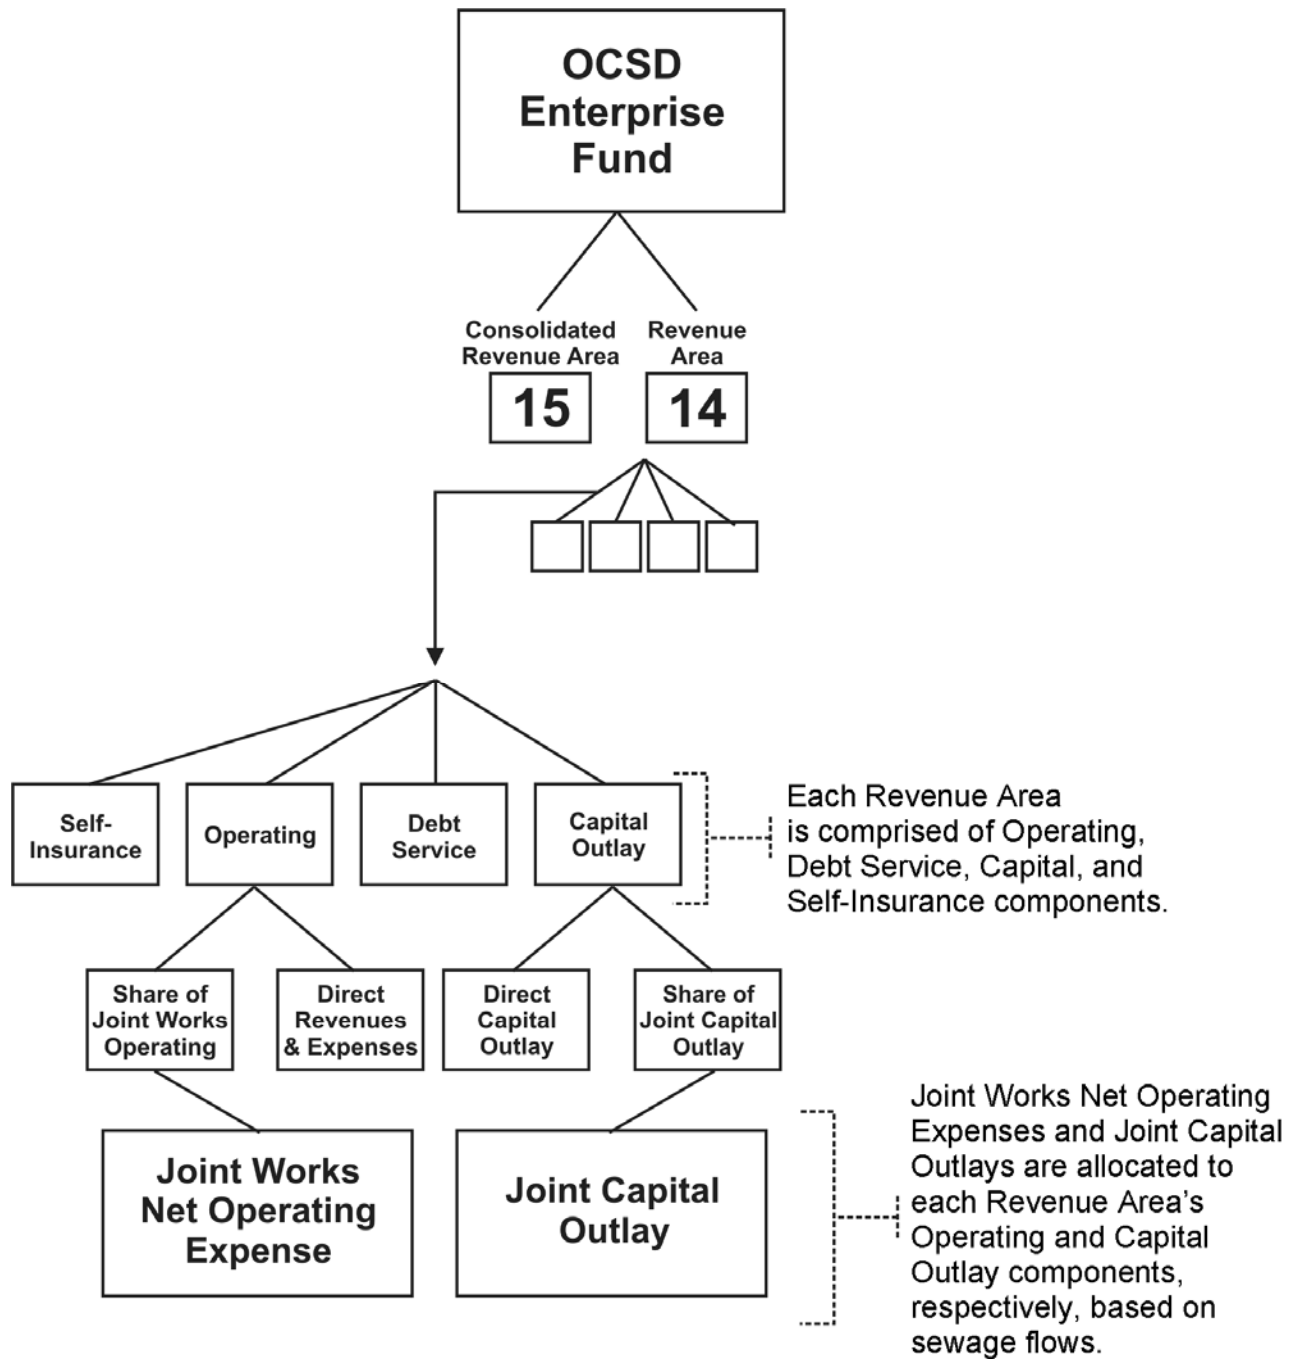 OCSD
Enterprise
Fund
Consolidated
Revenue Area
Revenue
Area
15
14
Self-
Insurance
Operating
Debt
Service
Capital
Outlay
Each Revenue Area
is comprised of Operating,
Debt Service, Capital, and
Self-Insurance components.
Share of
Joint Works
Operating
Direct
Revenues
& Expenses
Direct
Capital
Outlay
Share of
Joint Capital
Outlay
Joint Works
Net Operating
Expense
Joint Capital
Outlay
Joint Works Net Operating
Expenses and Joint Capital
Outlays are allocated to
each Revenue Area’s
Operating and Capital
Outlay components,
respectively, based on
sewage flows.